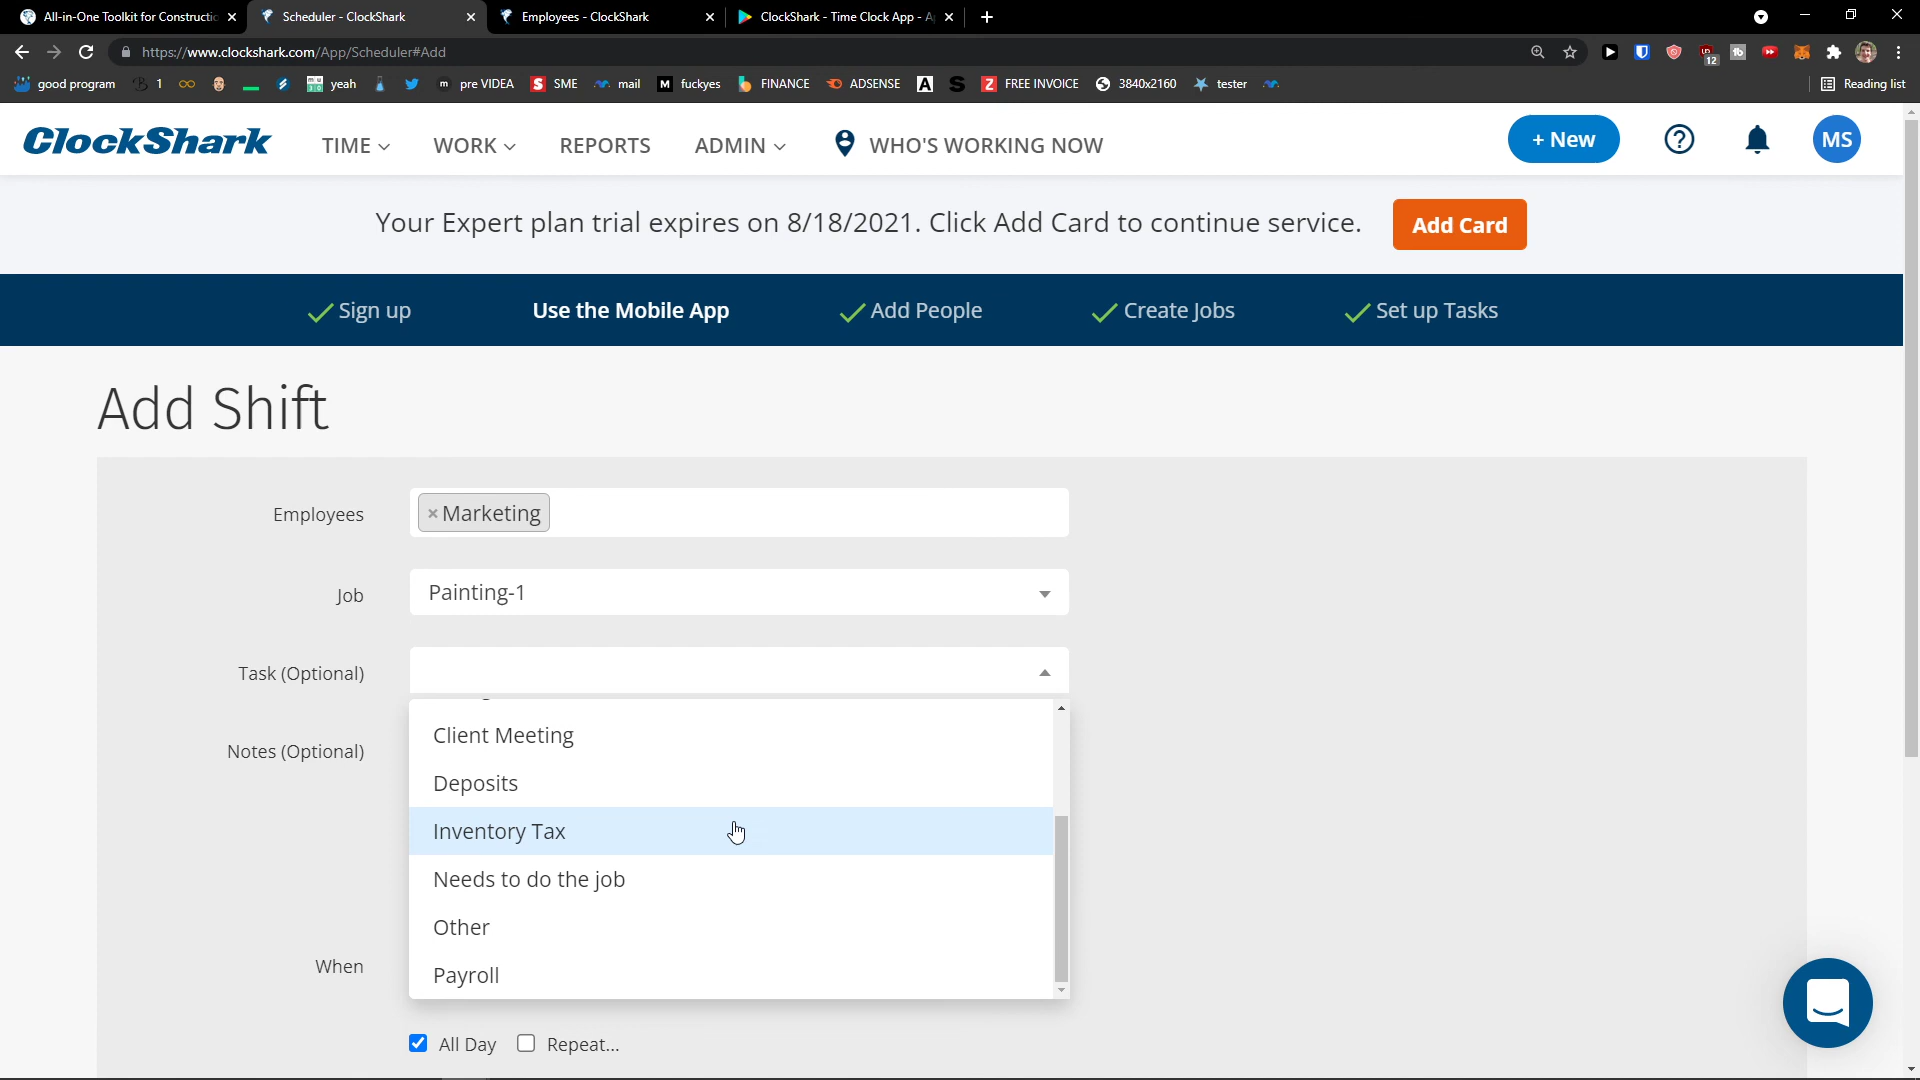 All-in-One Toolkit for Constructi
Scheduler - ClockShark
Employees - ClockShark
ClockShark - Time Clock App - A
https://www.clockshark.com/App/Scheduler#Add
12
good program
1
yeah
pre VIDEA
SME
mail
fuckyes
FINANCE
ADSENSE
FREE INVOICE
3840x2160
tester
Reading list
ClockShark
TIME
WORK
REPORTS
ADMIN
WHO'S WORKING NOW
+ New
MS
Your Expert plan trial expires on 8/18/2021. Click Add Card to continue service.
Add Card
Sign up
Use the Mobile App
Add People
Create Jobs
Set up Tasks
Add Shift
Employees
× Marketing
Job
Painting-1
Task (Optional)
Notes (Optional)
Client Meeting
Deposits
Inventory Tax
Needs to do the job
Other
Payroll
When
All Day
Repeat...